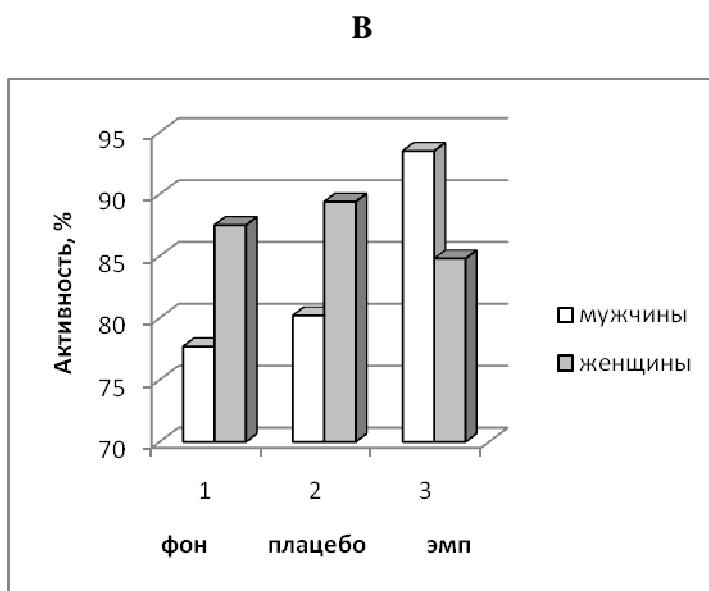 В
95
90
85
80
75
70
Активность, %
мужчины
женщины
1 2 3
фон плацебо эмп